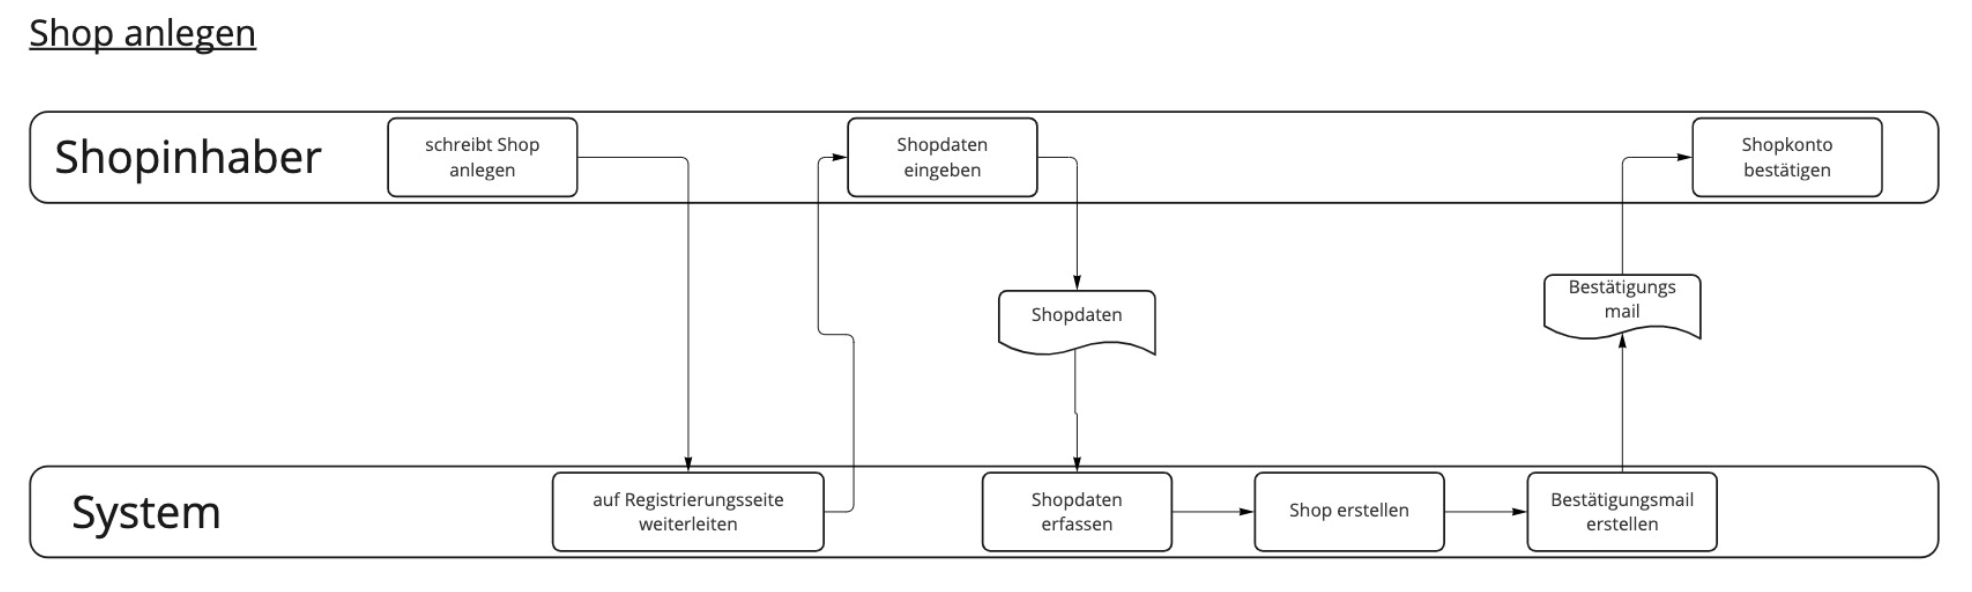 Shop anlegen
Shopinhaber
schreibt Shop
anlegen
Shopdaten
eingeben
Shopkonto
bestätigen
Shopdaten
Bestätigungs
mail
System
auf Registrierungsseite
weiterleiten
Shopdaten
erfassen
Shop erstellen
Bestätigungsmail
erstellen